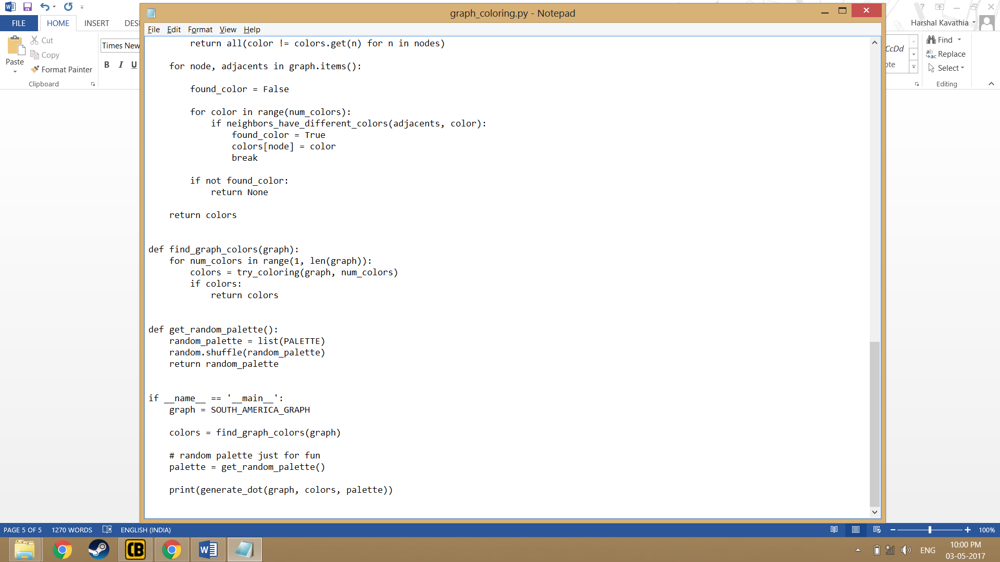 graph_coloring.py - Notepad
FILE HOME INSERT DESI
Harshal Kavathia
File Edit Format View Help
Cut
Copy
Format Painter
Paste
Clipboard
Times New
B I U
CcDd
ote
Find
Replace
Select
Editing
        return all(color != colors.get(n) for n in nodes)
    for node, adjacents in graph.items():
        found_color = False
        for color in range(num_colors):
            if neighbors_have_different_colors(adjacents, color):
                found_color = True
                colors[node] = color
                break
        if not found_color:
            return None
    return colors
def find_graph_colors(graph):
    for num_colors in range(1, len(graph)):
        colors = try_coloring(graph, num_colors)
        if colors:
            return colors
def get_random_palette():
    random_palette = list(PALETTE)
    random.shuffle(random_palette)
    return random_palette
if __name__ == '__main__':
    graph = SOUTH_AMERICA_GRAPH
    colors = find_graph_colors(graph)
    # random palette just for fun
    palette = get_random_palette()
    print(generate_dot(graph, colors, palette))
PAGE 5 OF 5 1270 WORDS ENGLISH (INDIA) 100%
CB
W
ENG
10:00 PM
03-05-2017